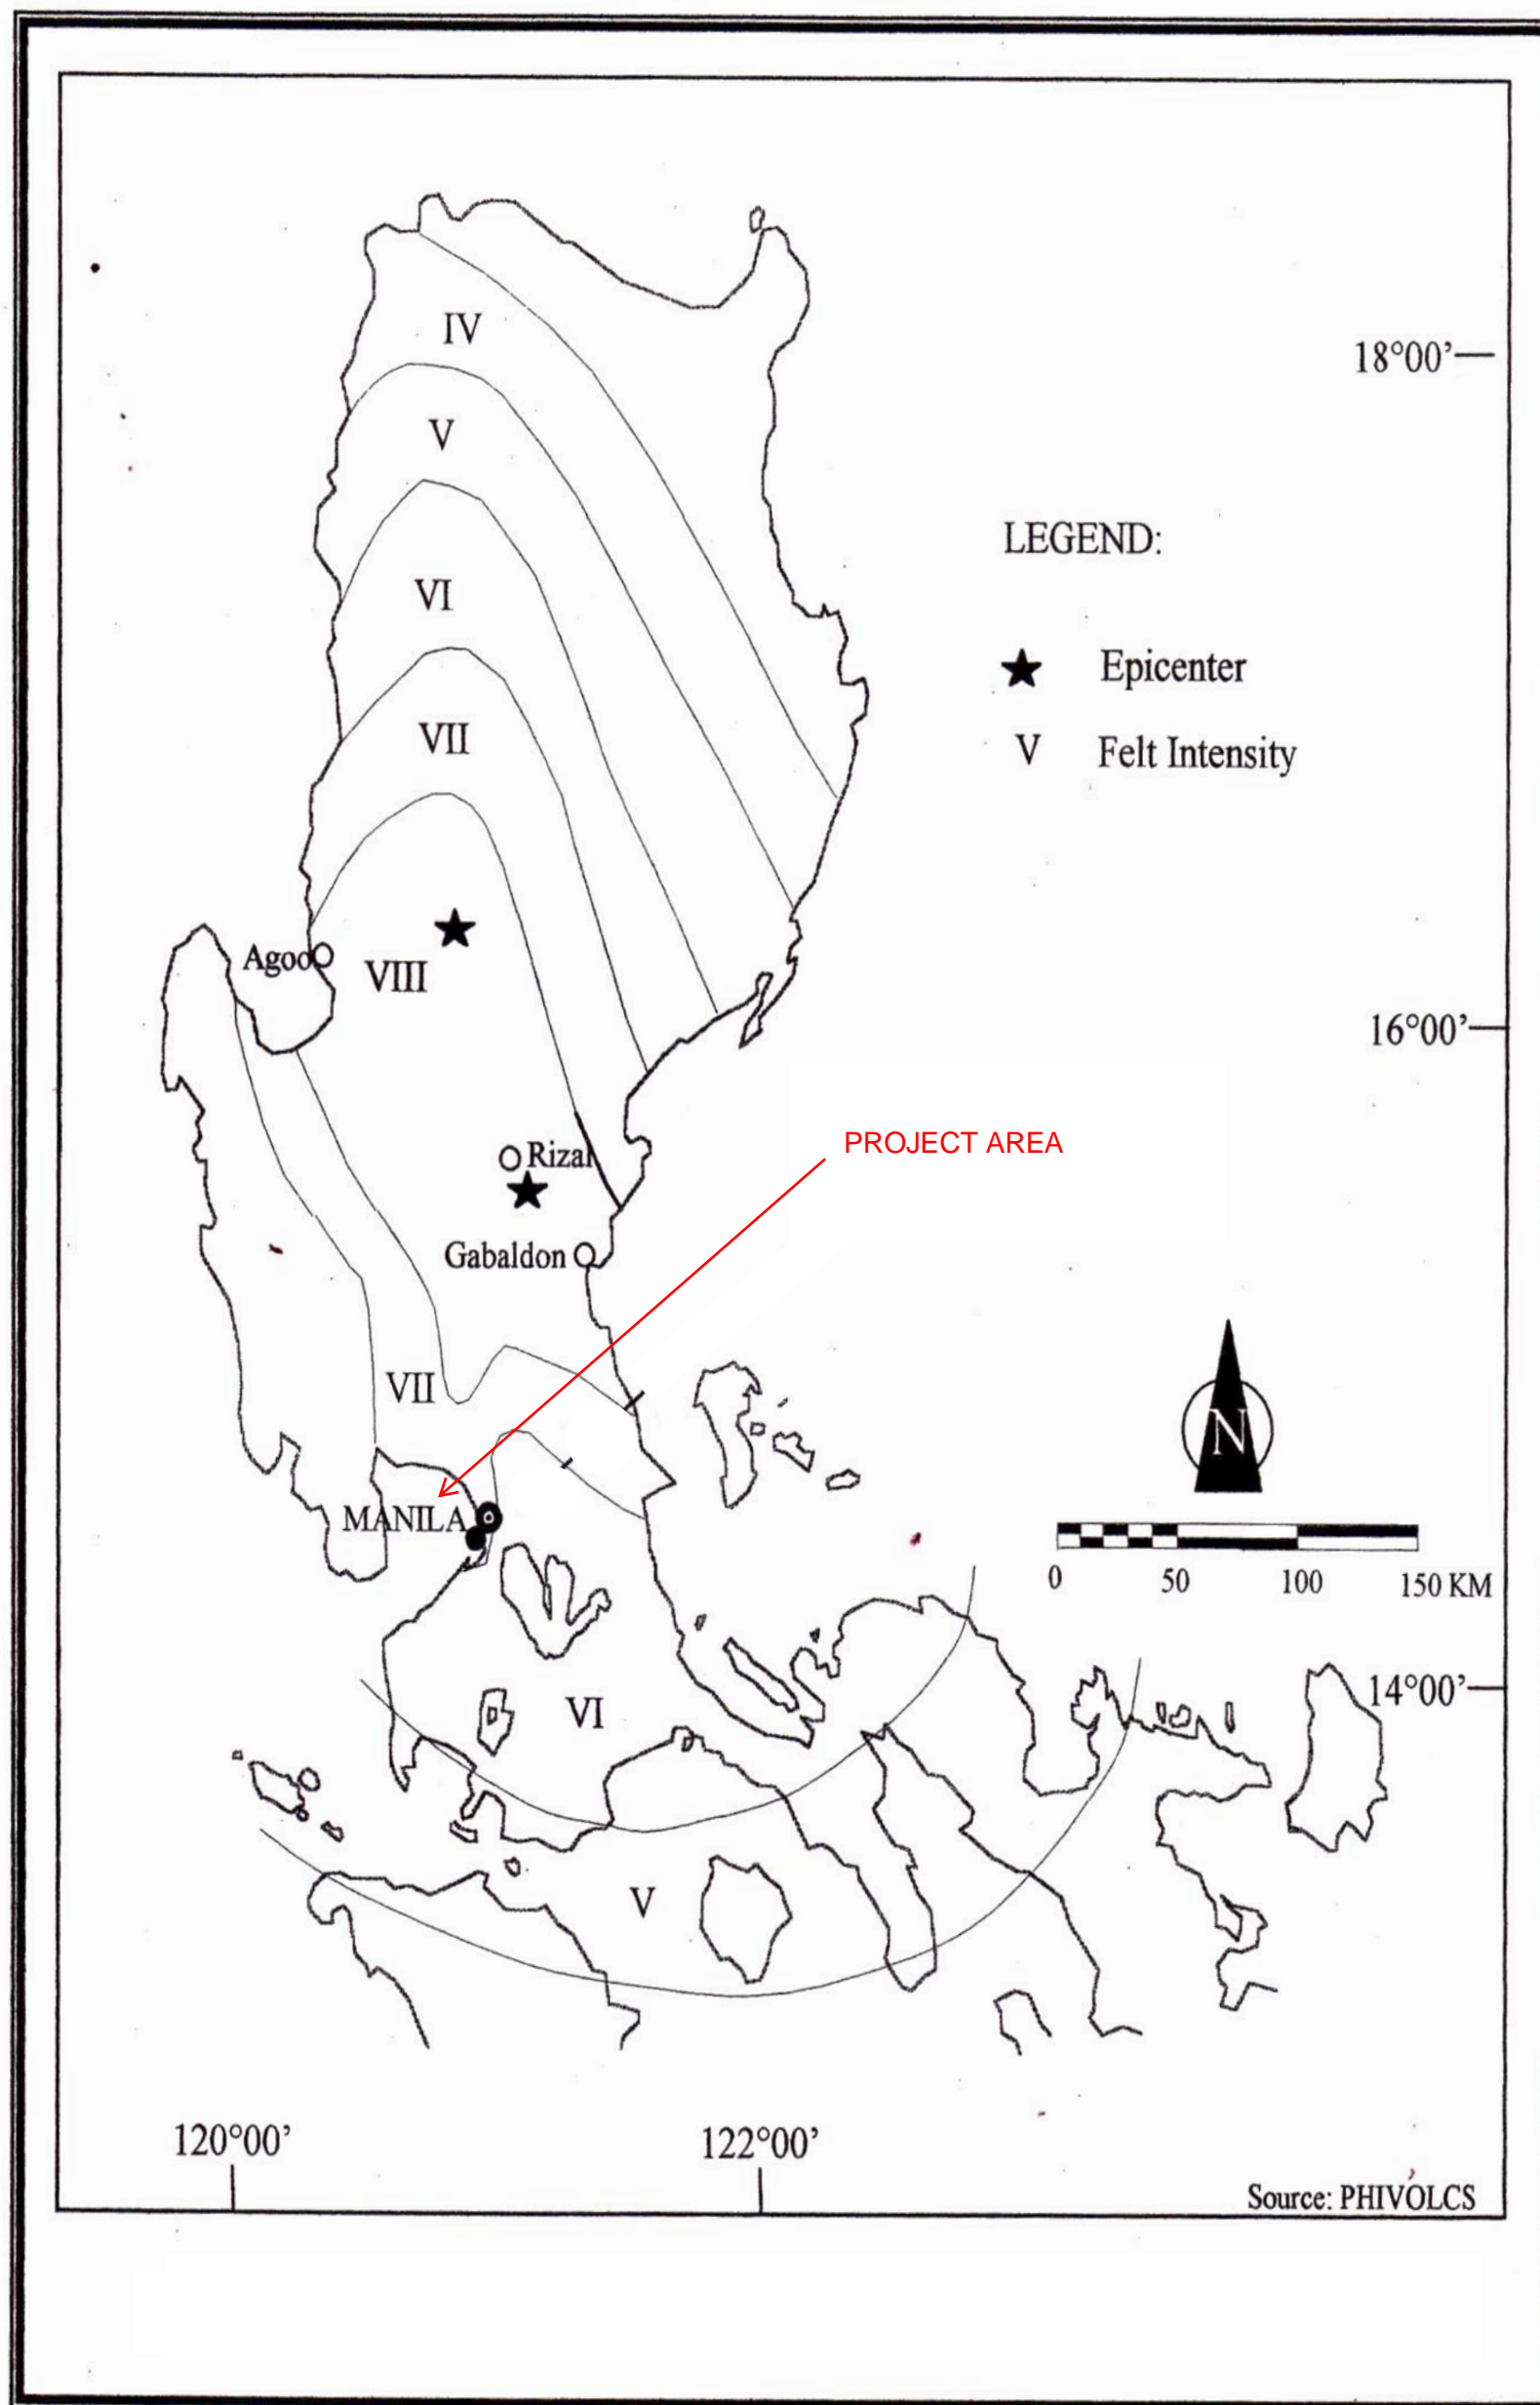 IV
18°00’
V
LEGEND:
VI
Epicenter
VII
V Felt Intensity
Agoo
VIII
16°00’
PROJECT AREA
Rizal
Gabaldon
VII
N
MANILA
0 50 100 150 KM
VI
14°00’
V
120°00’ 122°00’
Source: PHIVOLCS